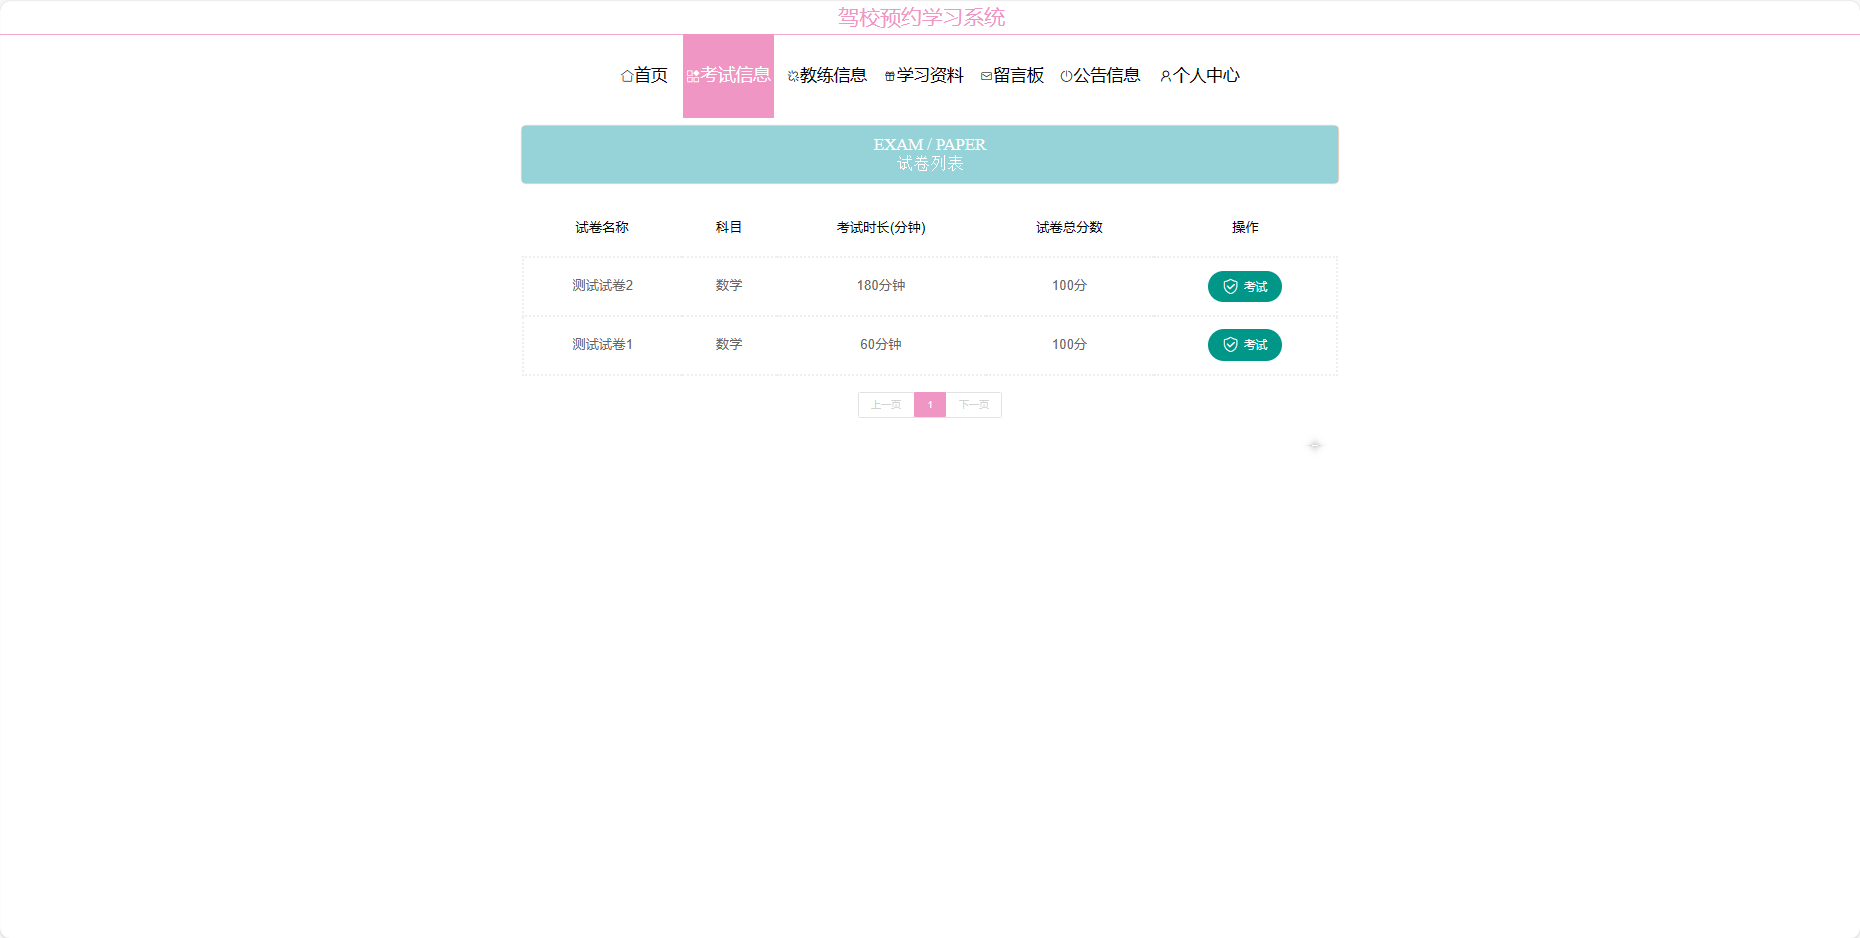 驾校预约学习系统
首页 考试信息 教练信息 学习资料 留言板 公告信息 个人中心
EXAM / PAPER
试卷列表
试卷名称 科目 考试时长(分钟) 试卷总分数 操作
测试试卷2 数学 180分钟 100分 考试
测试试卷1 数学 60分钟 100分 考试
上一页 1 下一页